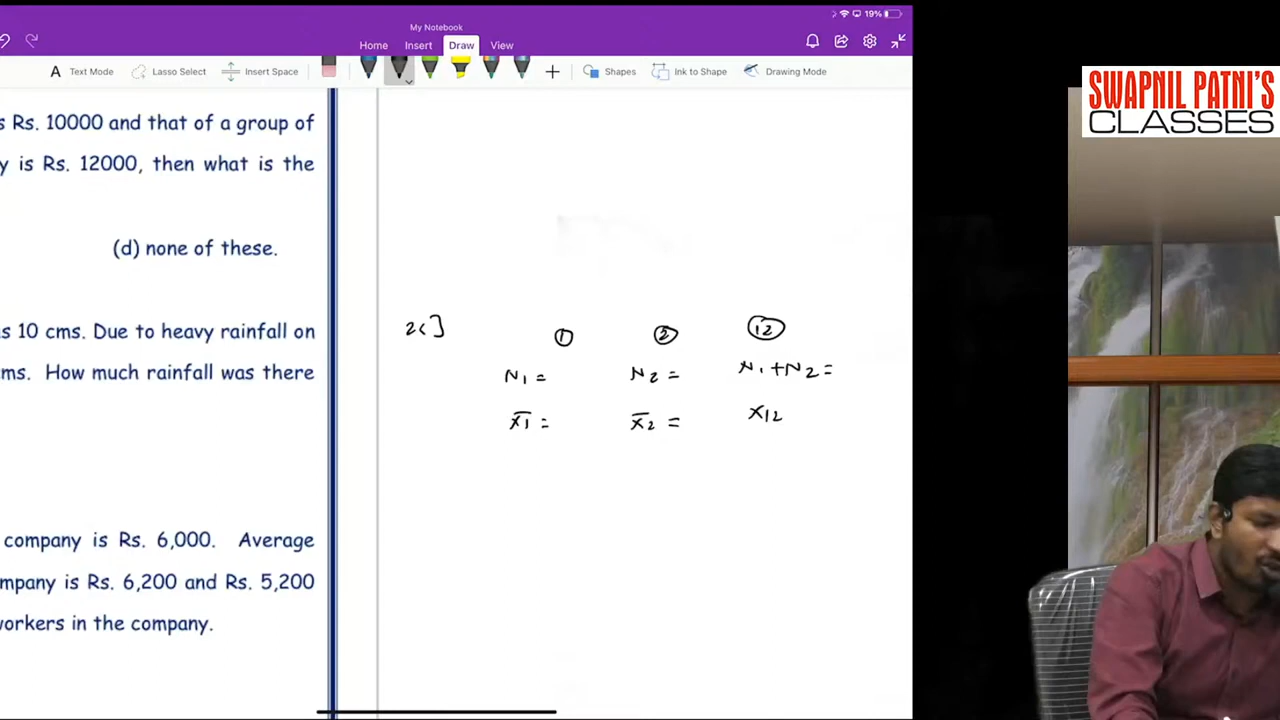 My Notebook
19%
Home Insert Draw View
Text Mode Lasso Select Insert Space Shapes Ink to Shape Drawing Mode
SWAPNIL PATNI'S
CLASSES
s Rs. 10000 and that of a group of
y is Rs. 12000, then what is the
(d) none of these.
s 10 cms. Due to heavy rainfall on
ms. How much rainfall was there
company is Rs. 6,000. Average
mpany is Rs. 6,200 and Rs. 5,200
workers in the company.
① ② ⑫
N1 = N2 = N1+N2=
x̄1 = x̄2 = x12